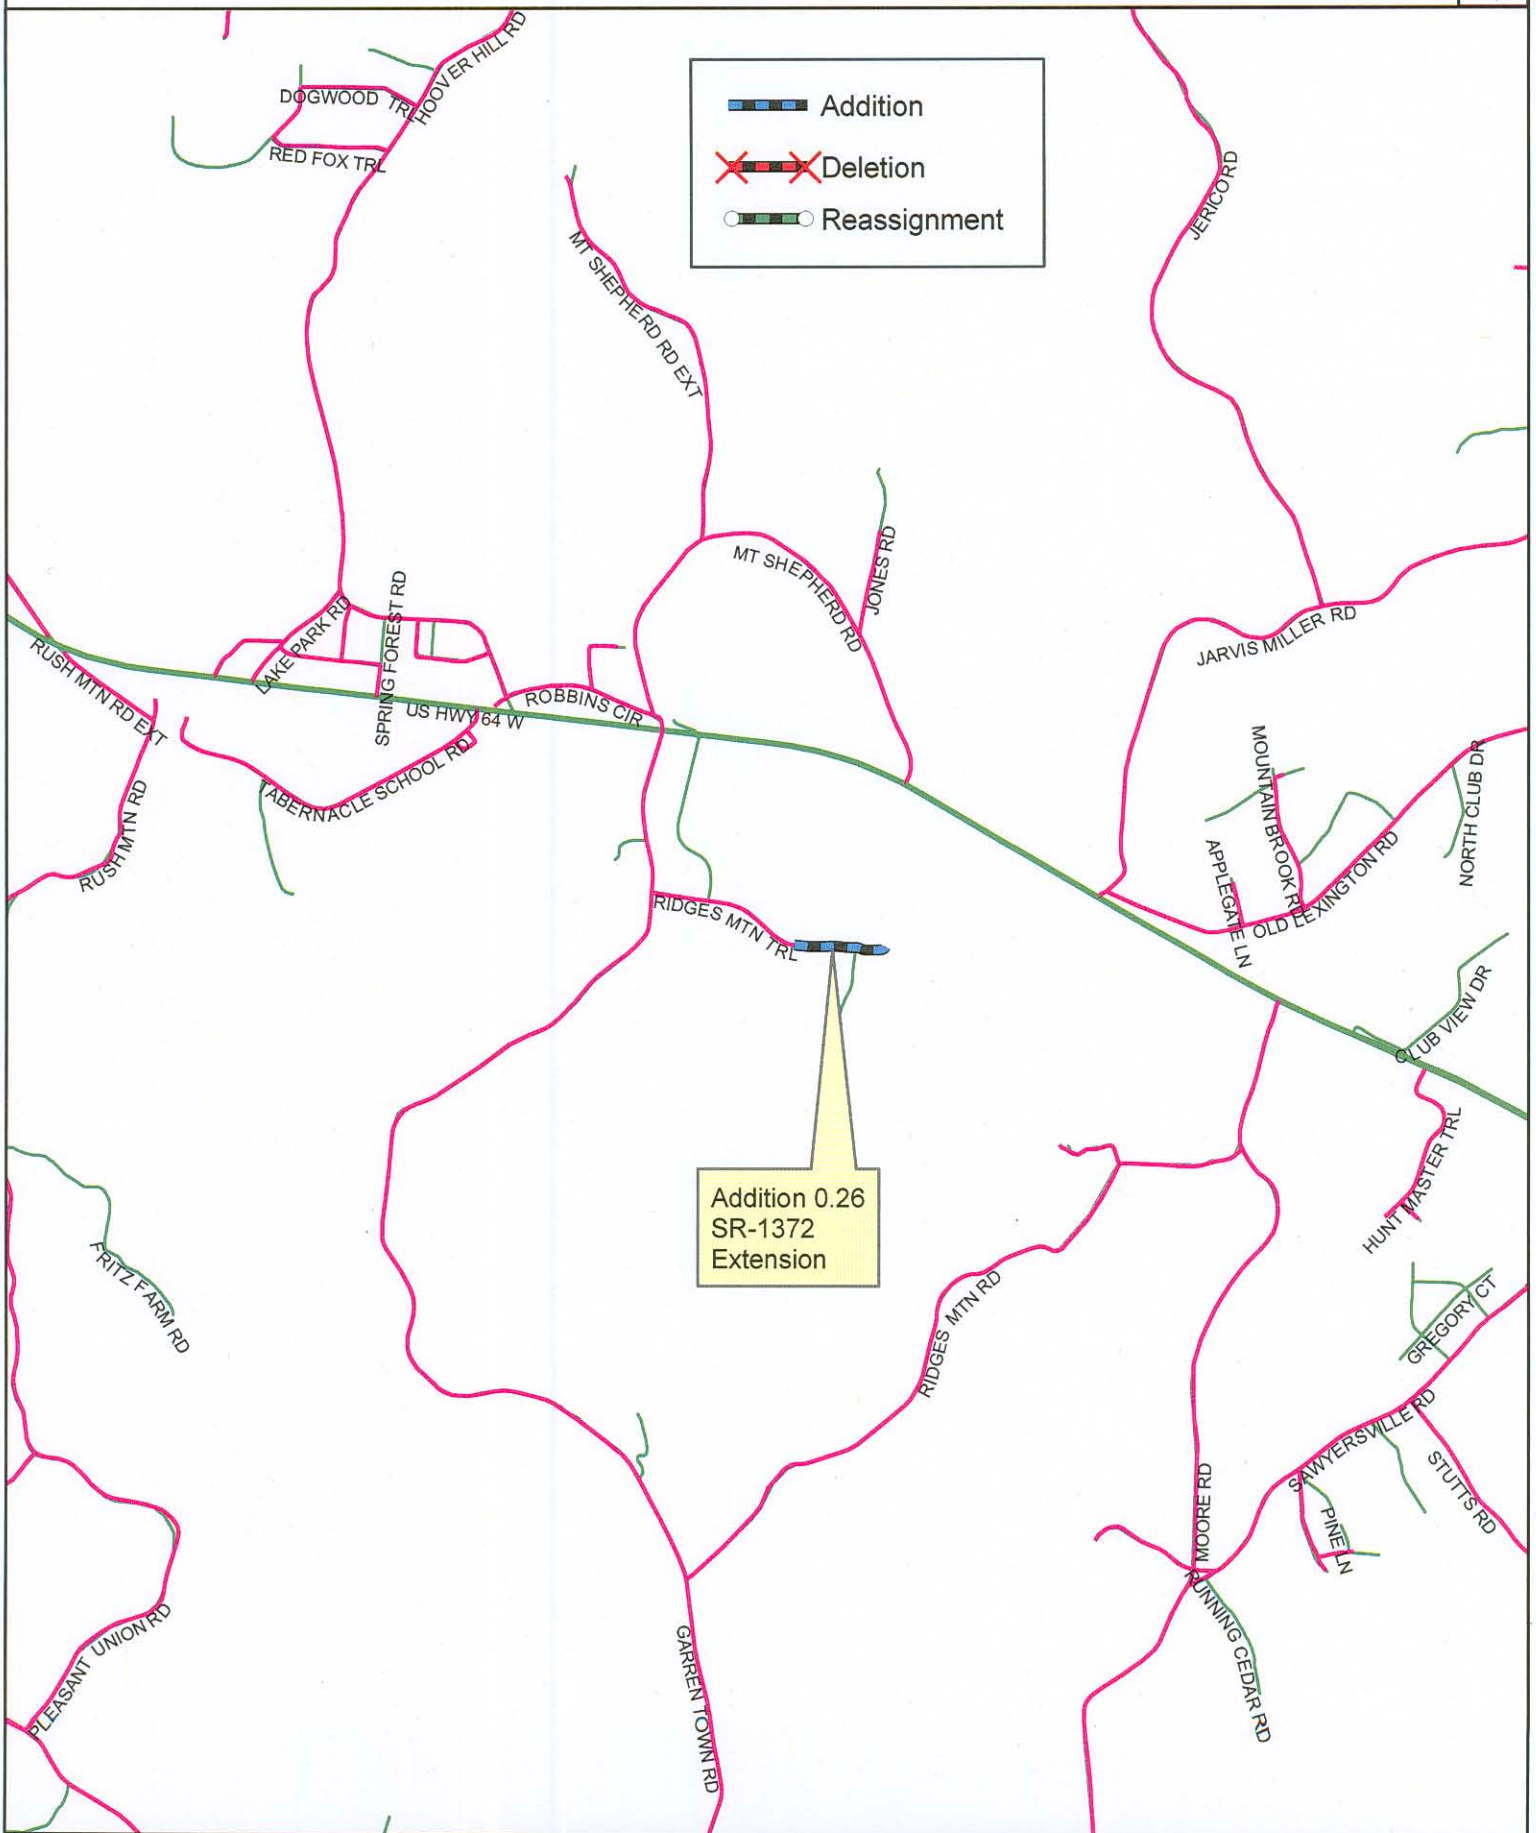 HOOVER HILL RD
DOGWOOD TRL
RED FOX TRL
Addition
Deletion
Reassignment
JERICO RD
MT SHEPHERD RD EXT
MT SHEPHERD RD
JONES RD
JARVIS MILLER RD
LAKE PARK RD
SPRING FOREST RD
RUSH MTN RD EXT
US HWY 64 W
ROBBINS CIR
TABERNACLE SCHOOL RD
RUSH MTN RD
MOUNTAIN BROOK RD
NORTH CLUB DR
APPLEGATE LN
OLD LEXINGTON RD
RIDGES MTN TRL
CLUB VIEW DR
HUNT MASTER TRL
Addition 0.26
SR-1372
Extension
FRITZ FARM RD
RIDGES MTN RD
GREGORY CT
SAWYERSVILLE RD
STUTTS RD
MOORE RD
PINE LN
RUNNING CEDAR RD
PLEASANT UNION RD
GARREN TOWN RD